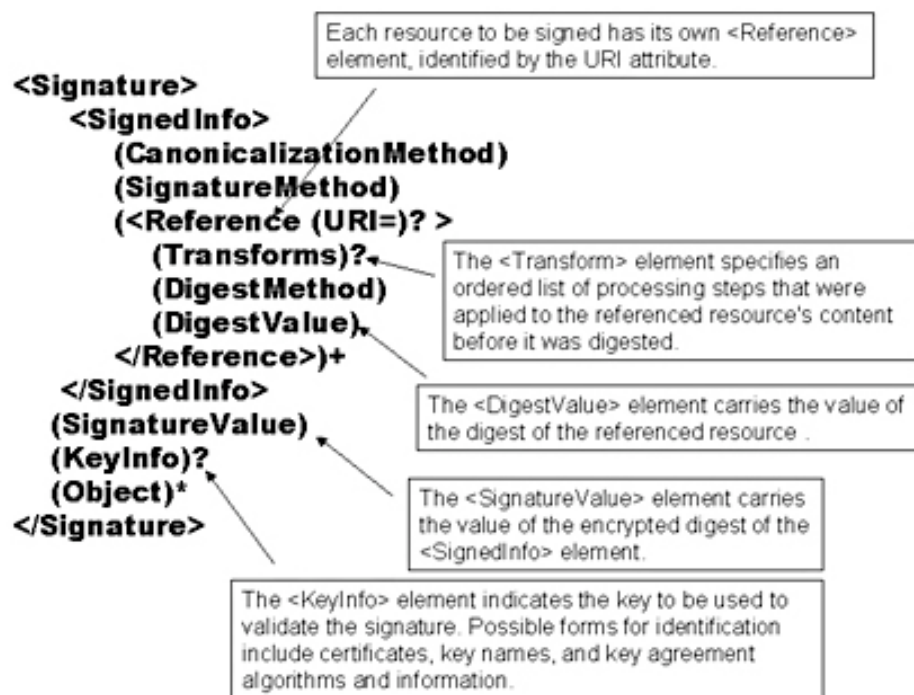 Each resource to be signed has its own <Reference>
element, identified by the URI attribute.
<Signature>
<SignedInfo>
(CanonicalizationMethod)
(SignatureMethod)
(<Reference (URI=)? >
(Transforms)?
(DigestMethod)
(DigestValue)
</Reference>)+
</SignedInfo>
(SignatureValue)
(KeyInfo)?
(Object)*
</Signature>
The <Transform> element specifies an
ordered list of processing steps that were
applied to the referenced resource's content
before it was digested.
The <DigestValue> element carries the value of
the digest of the referenced resource .
The <SignatureValue> element carries
the value of the encrypted digest of the
<SignedInfo> element.
The <KeyInfo> element indicates the key to be used to
validate the signature. Possible forms for identification
include certificates, key names, and key agreement
algorithms and information.